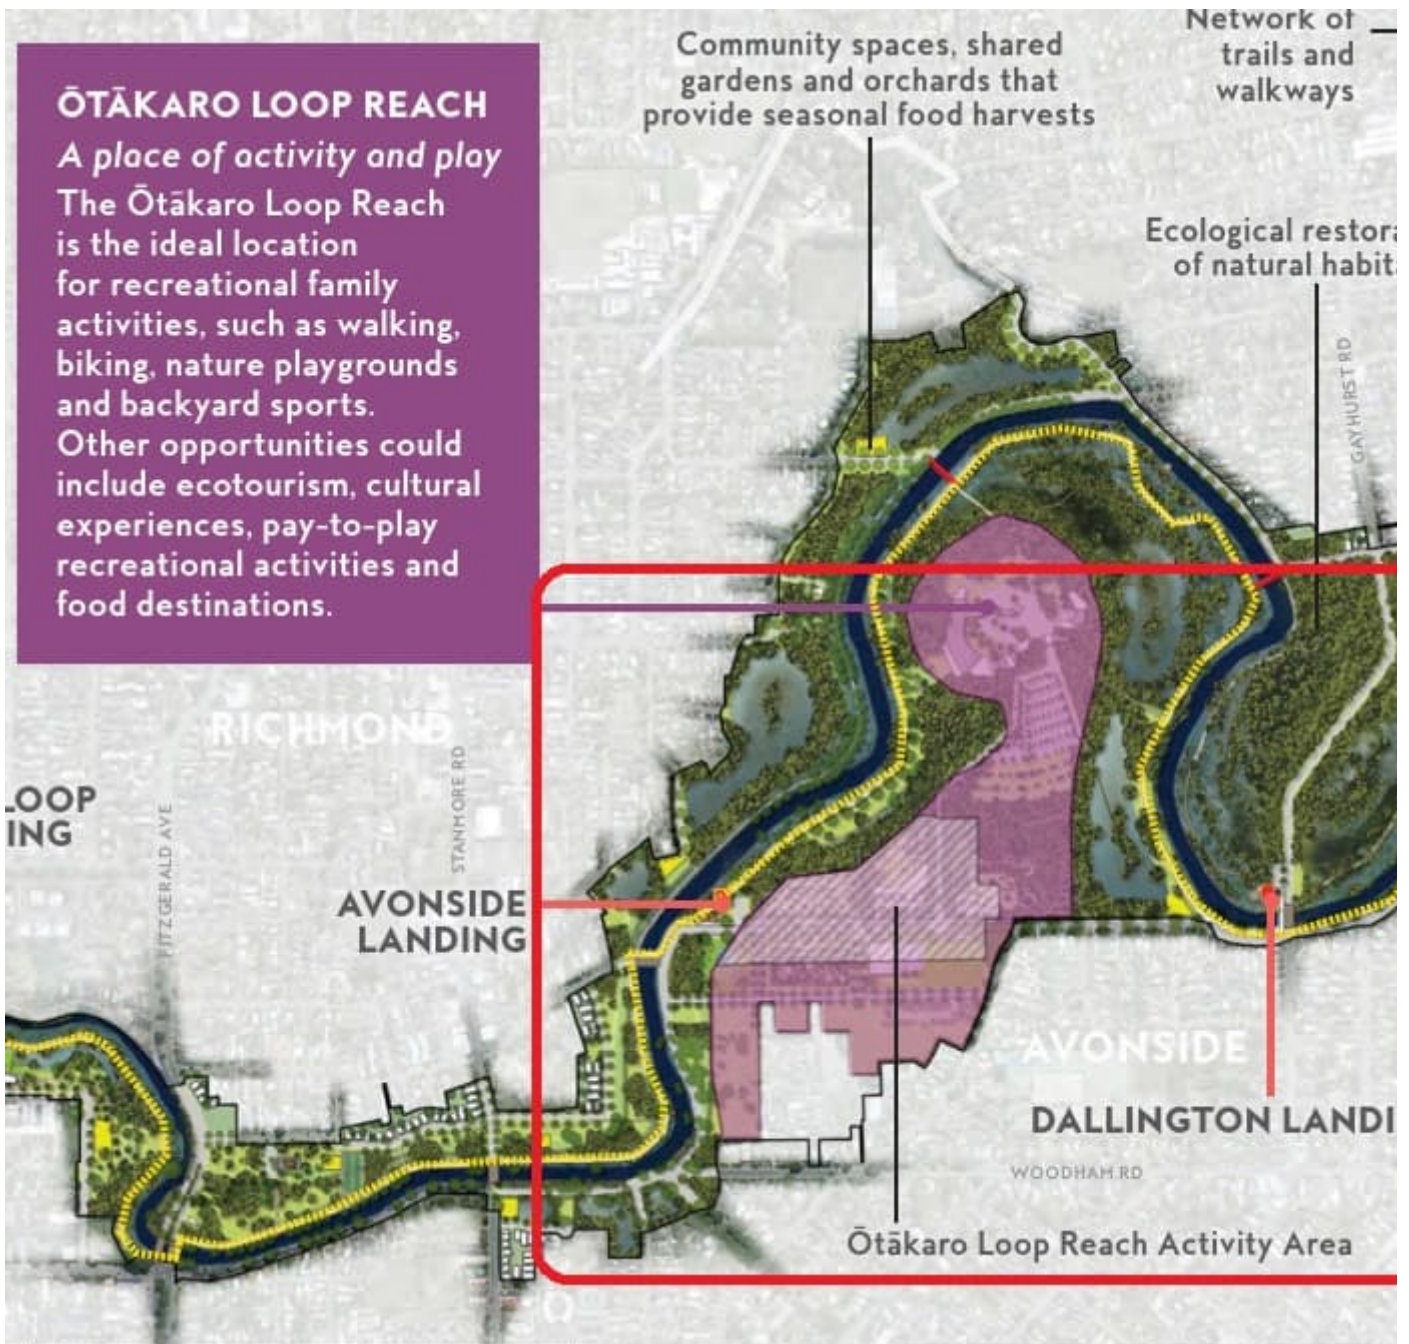 ŌTĀKARO LOOP REACH
A place of activity and play
The Ōtākaro Loop Reach
is the ideal location
for recreational family
activities, such as walking,
biking, nature playgrounds
and backyard sports.
Other opportunities could
include ecotourism, cultural
experiences, pay-to-play
recreational activities and
food destinations.
Community spaces, shared
gardens and orchards that
provide seasonal food harvests
Network of
trails and
walkways
Ecological restora
of natural habita
GAYHURST RD
RICHMOND
STANMORE RD
FITZGERALD AVE
LOOP
ING
AVONSIDE
LANDING
AVONSIDE
DALLINGTON LANDI
WOODHAM RD
Ōtākaro Loop Reach Activity Area